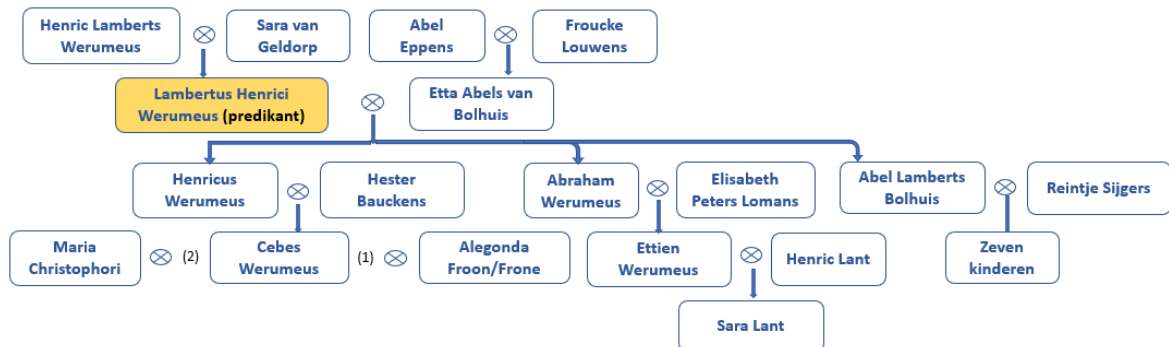 Henric Lamberts
Werumeus
Sara van
Geldorp
Abel
Eppens
Froucke
Louwens
Lambertus Henrici
Werumeus (predikant)
Etta Abels van
Bolhuis
Henricus
Werumeus
Hester
Bauckens
Abraham
Werumeus
Elisabeth
Peters Lomans
Abel Lamberts
Bolhuis
Reintje Sijgers
Maria
Christophori
(2)
Cebes
Werumeus
(1)
Alegonda
Froon/Frone
Ettien
Werumeus
Henric Lant
Zeven
kinderen
Sara Lant